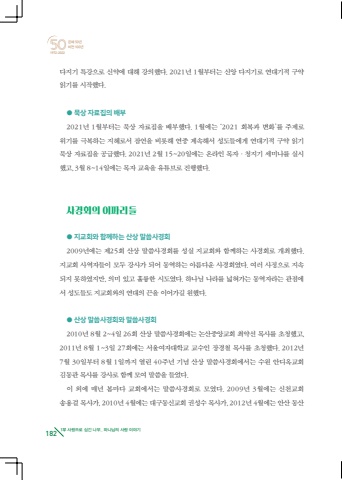 50
다지기 특강으로 신약에 대해 강의했다. 2021년 1월부터는 신앙 다지기로 연대기적 구약
읽기를 시작했다.
● 묵상 자료집의 배부
2021년 1월부터는 묵상 자료집을 배부했다. 1월에는 ‘2021 회복과 변화’를 주제로
위기를 극복하는 지혜로서 잠언을 비롯해 연중 계속해서 성도들에게 연대기적 구약 읽기
묵상 자료집을 공급했다. 2021년 2월 15~20일에는 온라인 목자·청지기 세미나를 실시
했고, 3월 8~14일에는 목자 교육을 유튜브로 진행했다.
사경회의 이파리들
● 지교회와 함께하는 산상 말씀사경회
2009년에는 제25회 산상 말씀사경회를 성실 지교회와 함께하는 사경회로 개최했다.
지교회 사역자들이 모두 강사가 되어 동역하는 아름다운 사경회였다. 여러 사정으로 지속
되지 못하였지만, 의미 있고 훌륭한 시도였다. 하나님 나라를 넓혀가는 동역자라는 관점에
서 성도들도 지교회와의 연대의 끈을 이어가길 원했다.
● 산상 말씀사경회와 말씀사경회
2010년 8월 2~4일 26회 산상 말씀사경회에는 논산중앙교회 최약선 목사를 초청했고,
2011년 8월 1~3일 27회에는 서울여자대학교 교수인 장경철 목사를 초청했다. 2012년
7월 30일부터 8월 1일까지 열린 40주년 기념 산상 말씀사경회에서는 수원 안디옥교회
김동관 목사를 강사로 함께 모여 말씀을 들었다.
이 외에 매년 봄마다 교회에서는 말씀사경회로 모였다. 2009년 3월에는 신천교회
송용걸 목사가, 2010년 4월에는 대구동신교회 권성수 목사가, 2012년 4월에는 안산 동산
182
1부 사랑으로 심긴 나무, 하나님의 사랑 이야기